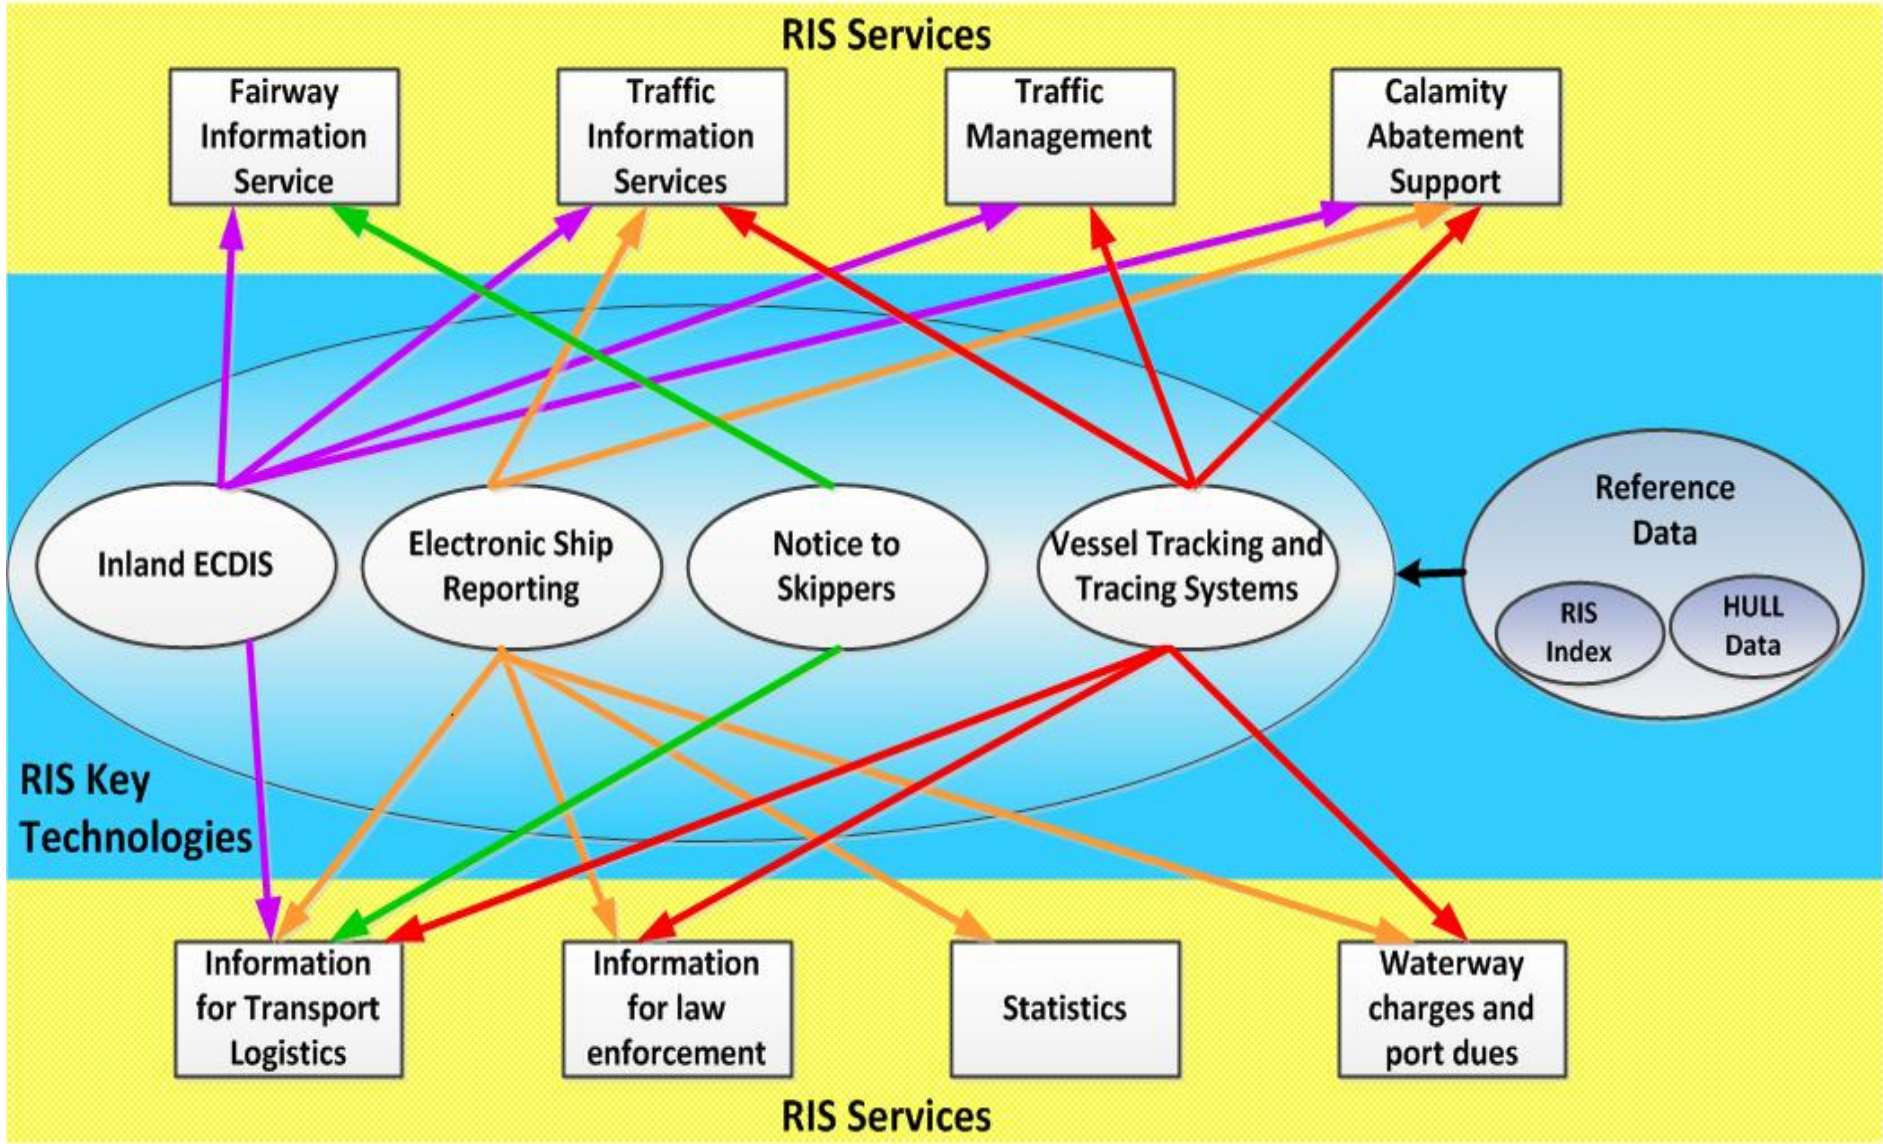 RIS Services
Fairway
Information
Service
Traffic
Information
Services
Traffic
Management
Calamity
Abatement
Support
Inland ECDIS
Electronic Ship
Reporting
Notice to
Skippers
Vessel Tracking and
Tracing Systems
Reference
Data
RIS
Index
HULL
Data
RIS Key
Technologies
Information
for Transport
Logistics
Information
for law
enforcement
Statistics
Waterway
charges and
port dues
RIS Services